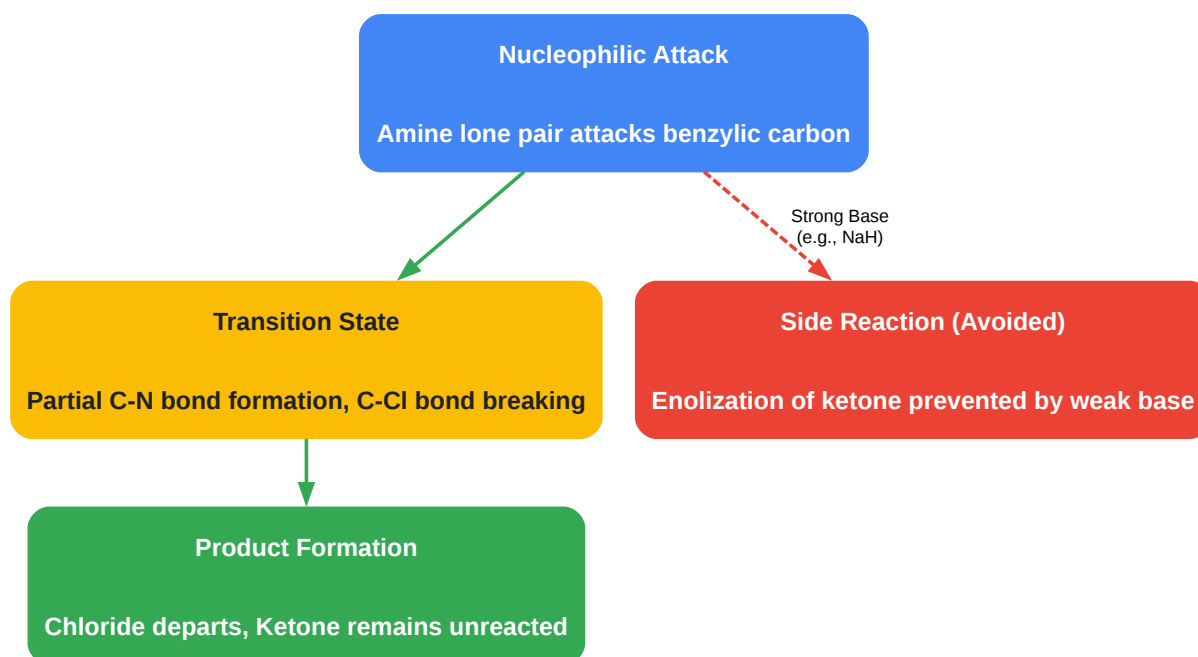 Nucleophilic Attack
Amine lone pair attacks benzylic carbon
Strong Base
(e.g., NaH)
Transition State
Partial C-N bond formation, C-Cl bond breaking
Side Reaction (Avoided)
Enolization of ketone prevented by weak base
Product Formation
Chloride departs, Ketone remains unreacted